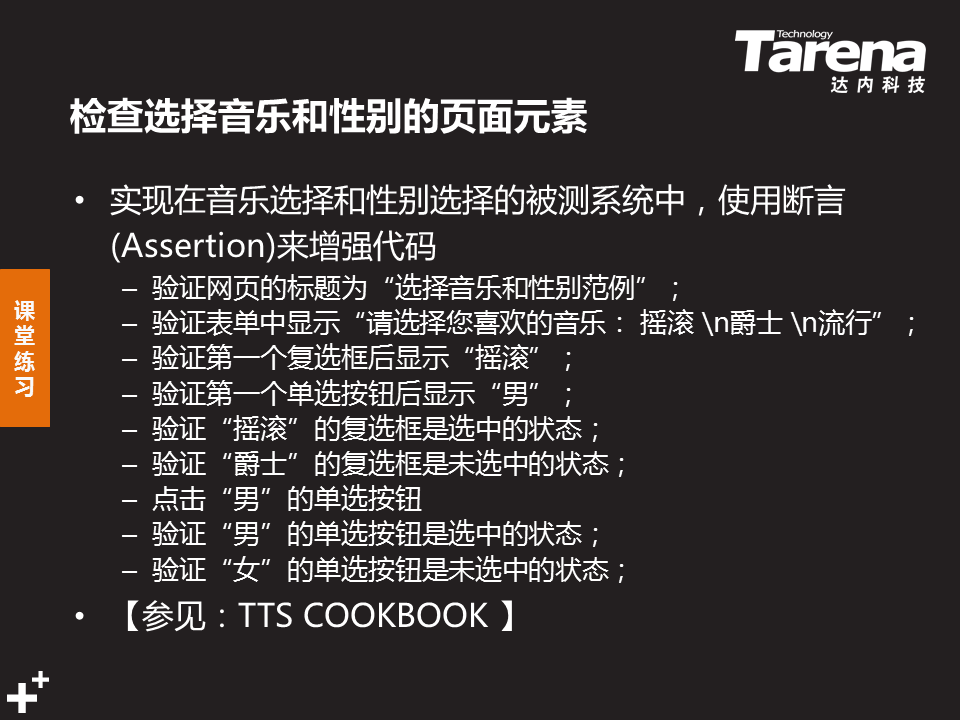 Technology
Tarena
达内科技
检查选择音乐和性别的页面元素
• 实现在音乐选择和性别选择的被测系统中，使用断言
(Assertion)来增强代码
– 验证网页的标题为“选择音乐和性别范例”；
– 验证表单中显示“请选择您喜欢的音乐： 摇滚 \n爵士 \n流行”；
– 验证第一个复选框后显示“摇滚”；
– 验证第一个单选按钮后显示“男”；
– 验证“摇滚”的复选框是选中的状态；
– 验证“爵士”的复选框是未选中的状态；
– 点击“男”的单选按钮
– 验证“男”的单选按钮是选中的状态；
– 验证“女”的单选按钮是未选中的状态；
• 【参见：TTS COOKBOOK 】
课
堂
练
习